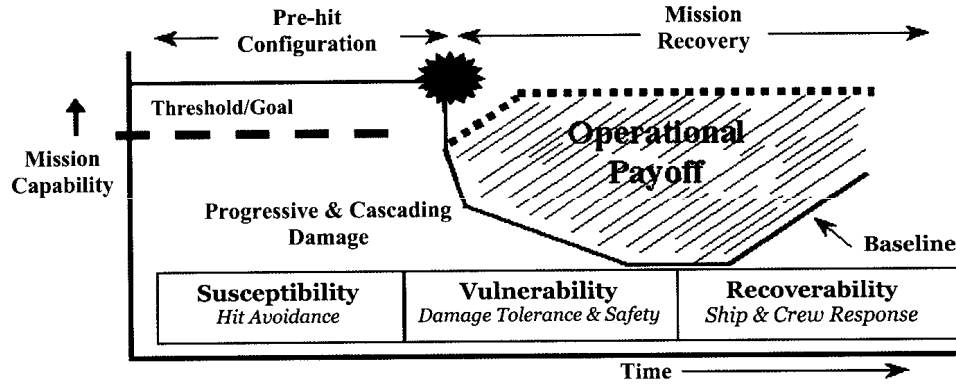 Pre-hit
Configuration
Mission
Recovery
Threshold/Goal
Mission
Capability
Operational
Payoff
Progressive & Cascading
Damage
Baseline
Susceptibility
Hit Avoidance
Vulnerability
Damage Tolerance & Safety
Recoverability
Ship & Crew Response
Time